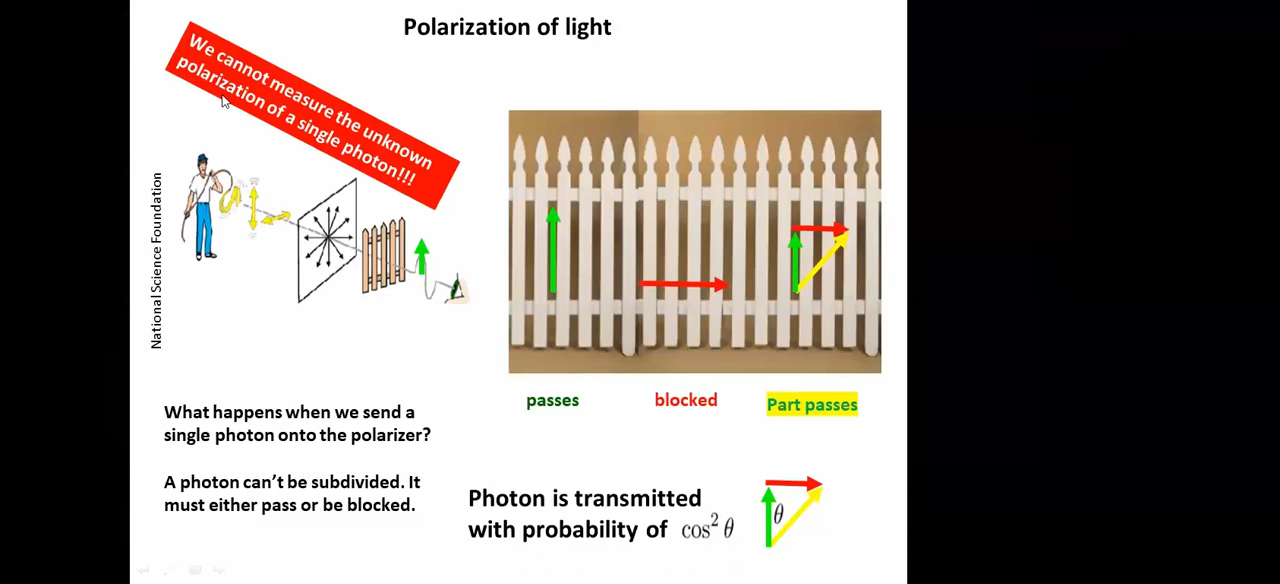 Polarization of light
We cannot measure the unknown
polarization of a single photon!!!
National Science Foundation
passes
blocked
Part passes
What happens when we send a
single photon onto the polarizer?
A photon can’t be subdivided. It
must either pass or be blocked.
Photon is transmitted
with probability of cos² θ
θ